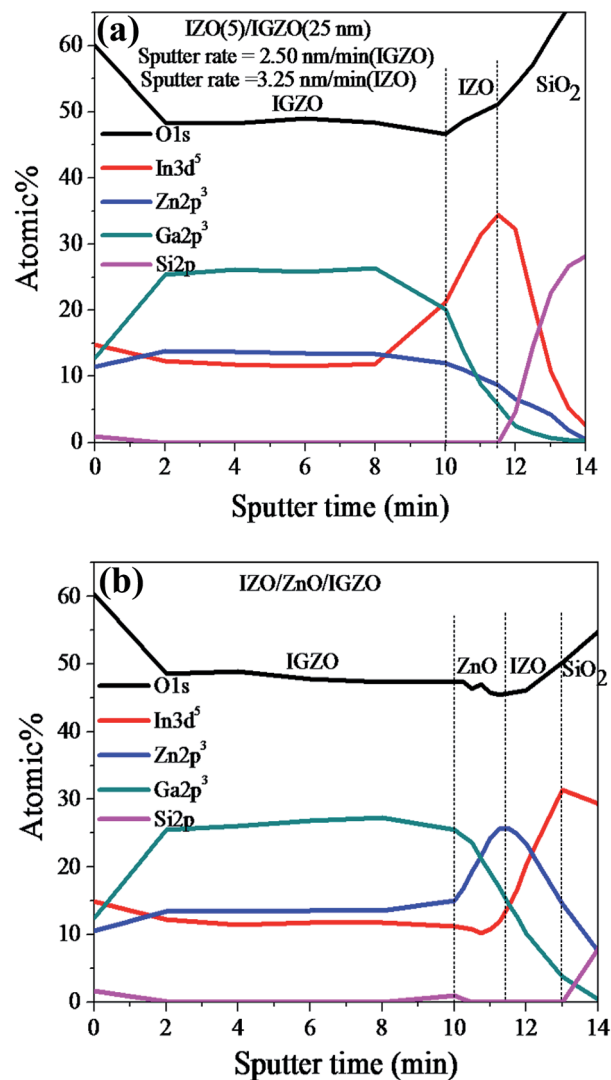 (a)
IZO(5)/IGZO(25 nm)
Sputter rate = 2.50 nm/min(IGZO)
Sputter rate =3.25 nm/min(IZO)
IGZO
IZO
SiO2
O1s
In3d5
Zn2p3
Ga2p3
Si2p
60
50
40
30
20
10
0
Atomic%
0 2 4 6 8 10 12 14
Sputter time (min)
(b)
IZO/ZnO/IGZO
IGZO
ZnO
IZO
SiO2
O1s
In3d5
Zn2p3
Ga2p3
Si2p
60
50
40
30
20
10
0
Atomic%
0 2 4 6 8 10 12 14
Sputter time (min)